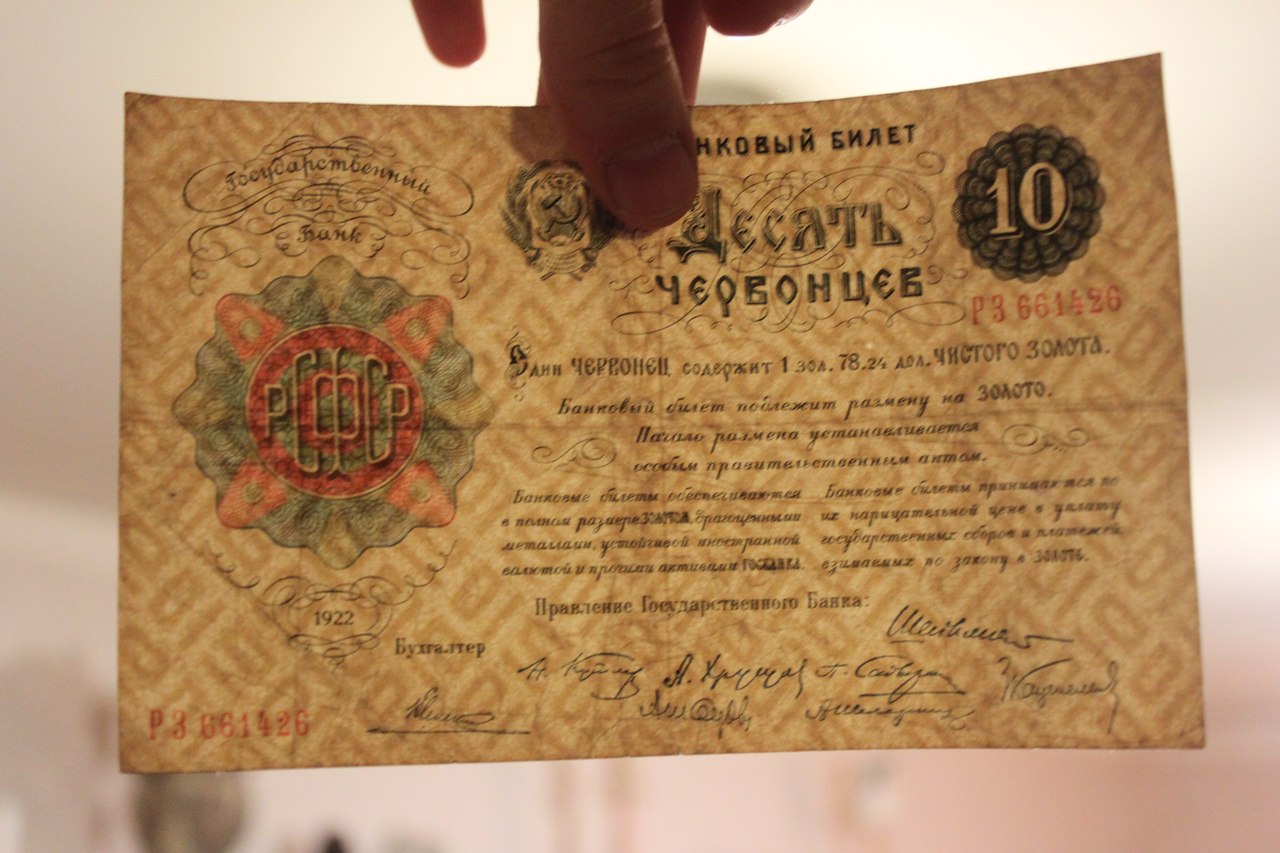 Государственный
Банк
НКОВЫЙ БИЛЕТ
10
Десять
ЧЕРВОНЦЕВ
РЗ 661426
Один ЧЕРВОНЕЦ содержит 1 зол. 78.24 дол. ЧИСТОГО ЗОЛОТА.
Банковый билет подлежит размену на ЗОЛОТО.
Начало размена устанавливается
особым правительственным актом.
РСФСР
Банковые билеты обеспечиваются
в полном размере ЗОЛОТОМ, драгоценными
металлами, устойчивой иностранной
валютой и прочими активами ГОСБАНКА.
Банковые билеты принимаются по
их нарицательной цене в уплату
государственных сборов и платежей,
взимаемых по закону в ЗОЛОТЕ.
Правление Государственного Банка:
1922
Бухгалтер
РЗ 661426